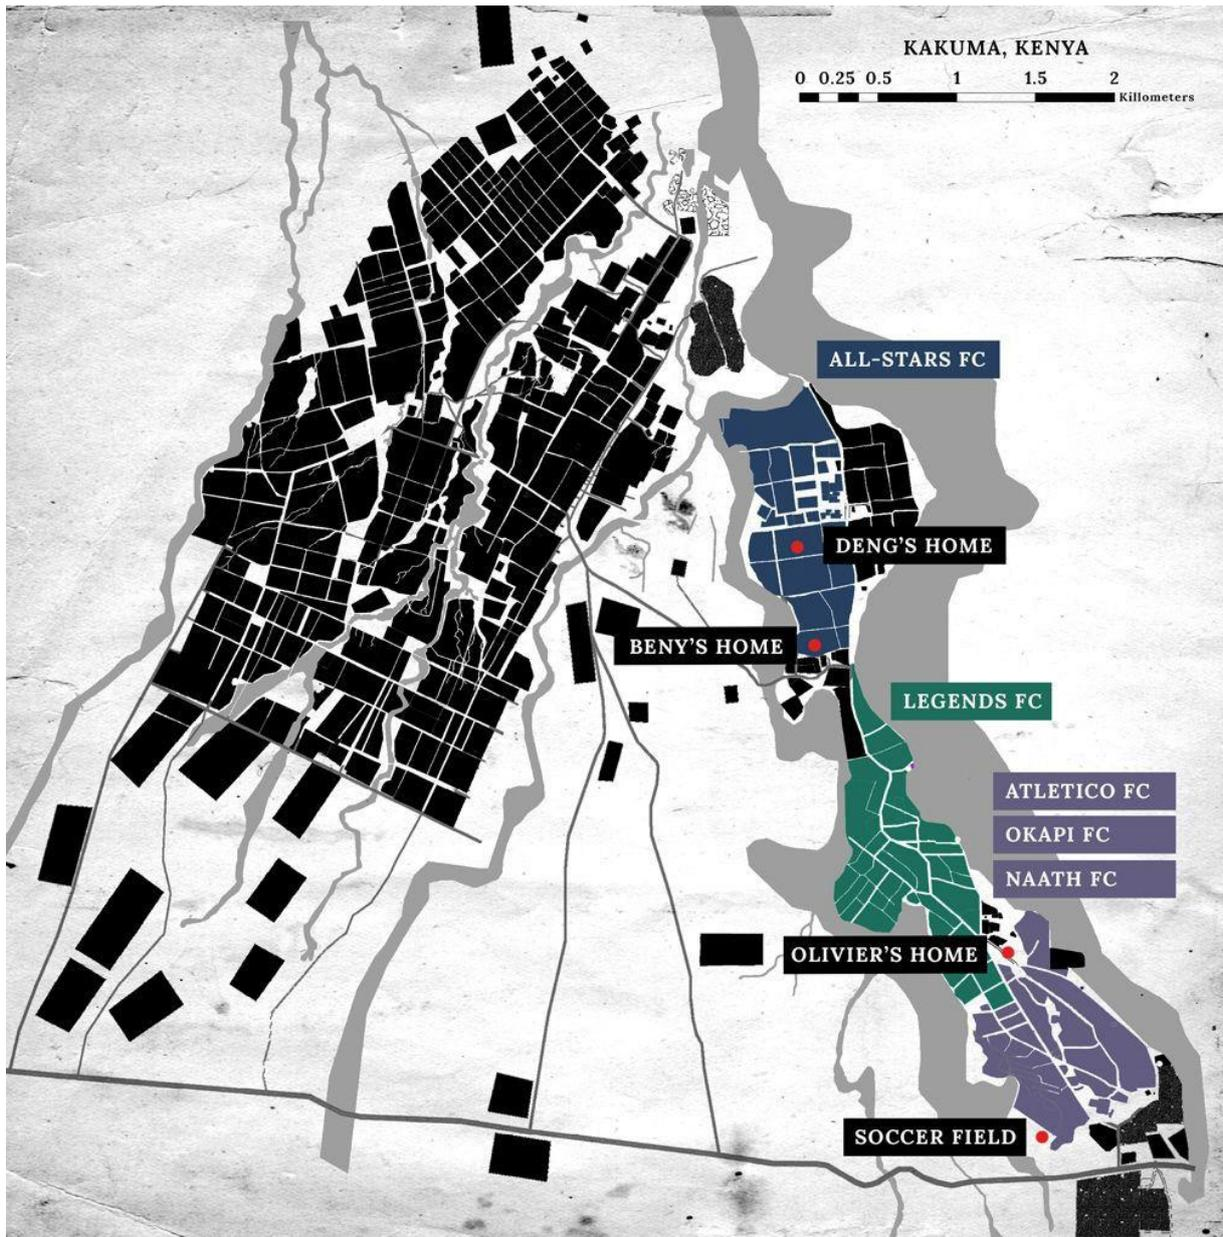 KAKUMA, KENYA
0 0.25 0.5 1 1.5 2
Killometers
ALL-STARS FC
DENG'S HOME
BENY'S HOME
LEGENDS FC
ATLETICO FC
OKAPI FC
NAATH FC
OLIVIER'S HOME
SOCCER FIELD